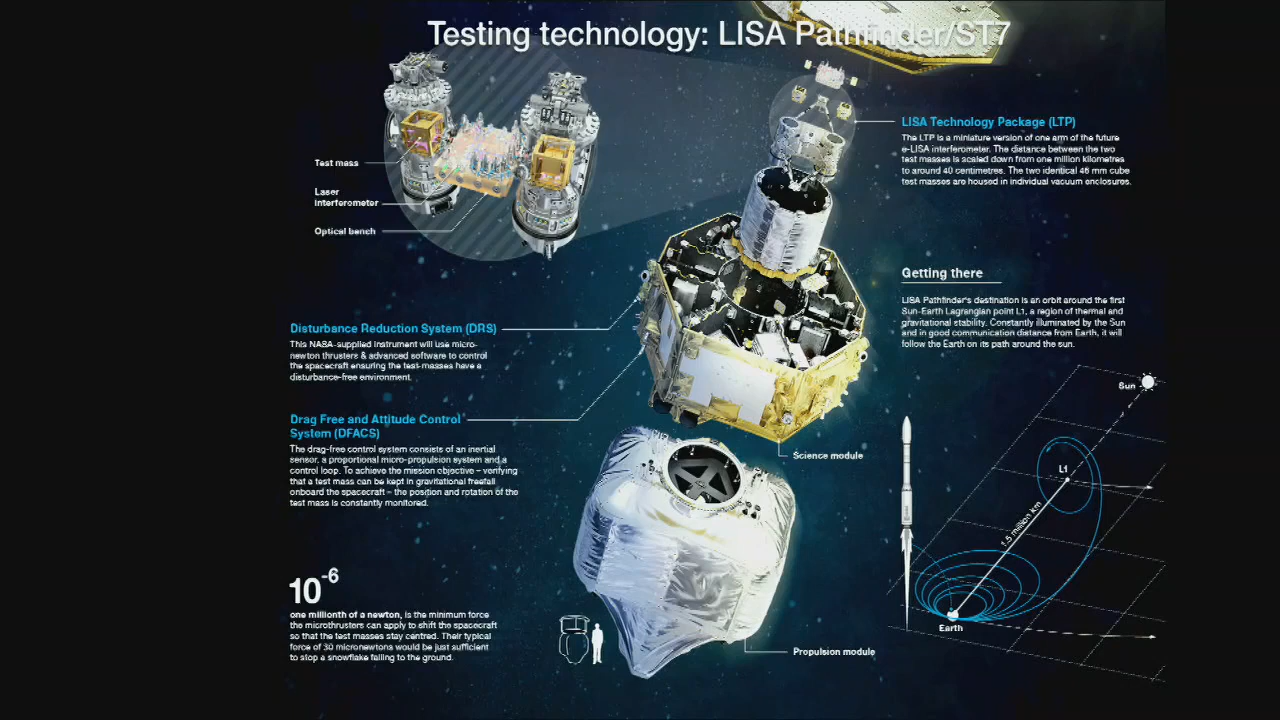 Testing technology: LISA Pathfinder/ST7
Test mass
Laser
interferometer
Optical bench
LISA Technology Package (LTP)
The LTP is a miniature version of one arm of the future
e-LISA interferometer. The distance between the two
test masses is scaled down from one million kilometres
to around 40 centimetres. The two identical 46 mm cube
test masses are housed in individual vacuum enclosures.
Getting there
LISA Pathfinder's destination is an orbit around the first
Sun-Earth Lagrangian point L1, a region of thermal and
gravitational stability. Constantly illuminated by the Sun
and in good communication distance from Earth, it will
follow the Earth on its path around the sun.
Disturbance Reduction System (DRS)
This NASA-supplied instrument will use micro-
newton thrusters & advanced software to control
the spacecraft ensuring the test-masses have a
disturbance-free environment.
Drag Free and Attitude Control
System (DFACS)
The drag-free control system consists of an inertial
sensor, a proportional micro-propulsion system and a
control loop. To achieve the mission objective – verifying
that a test mass can be kept in gravitational freefall
onboard the spacecraft – the position and rotation of the
test mass is constantly monitored.
10-6
one millionth of a newton, is the minimum force
the microthrusters can apply to shift the spacecraft
so that the test masses stay centred. Their typical
force of 30 micronewtons would be just sufficient
to stop a snowflake falling to the ground.
Science module
Propulsion module
Sun
L1
1.5 million km
Earth